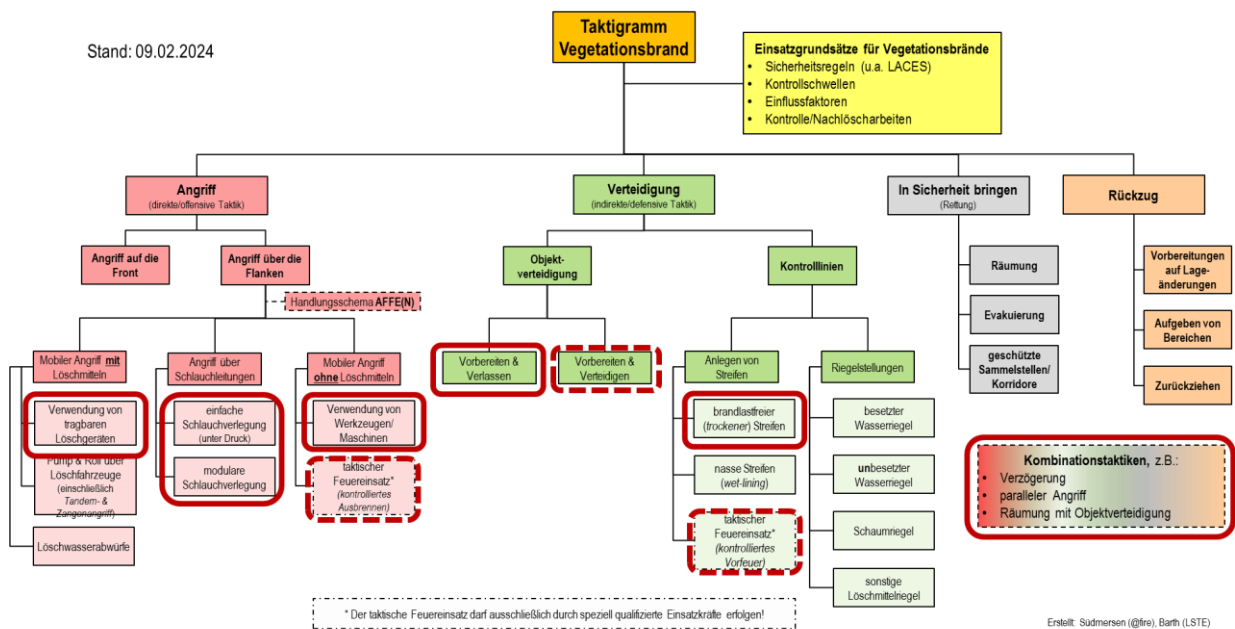 Stand: 09.02.2024
Taktigramm
Vegetationsbrand
Einsatzgrundsätze für Vegetationsbrände
• Sicherheitsregeln (u.a. LACES)
• Kontrollschwellen
• Einflussfaktoren
• Kontrolle/Nachlöscharbeiten
Angriff
(direkte/offensive Taktik)
Angriff auf die
Front
Angriff über die
Flanken
Handlungsschema AFFE(N)
Mobiler Angriff mit
Löschmitteln
Verwendung von
tragbaren
Löschgeräten
Pump & Roll über
Löschfahrzeuge
(einschließlich
Tandem- &
Zangenangriff)
Löschwasserabwürfe
Angriff über
Schlauchleitungen
einfache
Schlauchverlegung
(unter Druck)
modulare
Schlauchverlegung
Mobiler Angriff
ohne Löschmitteln
Verwendung von
Werkzeugen/
Maschinen
taktischer
Feuereinsatz*
(kontrolliertes
Ausbrennen)
Verteidigung
(indirekte/defensive Taktik)
Objekt-
verteidigung
Vorbereiten &
Verlassen
Vorbereiten &
Verteidigen
Kontrolllinien
Anlegen von
Streifen
brandlastfreier
(trockener) Streifen
nasse Streifen
(wet-lining)
taktischer
Feuereinsatz*
(kontrolliertes
Vorfeuer)
Riegelstellungen
besetzter
Wasserriegel
unbesetzter
Wasserriegel
Schaumriegel
sonstige
Löschmittelriegel
In Sicherheit bringen
(Rettung)
Räumung
Evakuierung
geschützte
Sammelstellen/
Korridore
Rückzug
Vorbereitungen
auf Lage-
änderungen
Aufgeben von
Bereichen
Zurückziehen
Kombinationstaktiken, z.B.:
• Verzögerung
• paralleler Angriff
• Räumung mit Objektverteidigung
* Der taktische Feuereinsatz darf ausschließlich durch speziell qualifizierte Einsatzkräfte erfolgen!
Erstellt: Südmersen (@fire), Barth (LSTE)